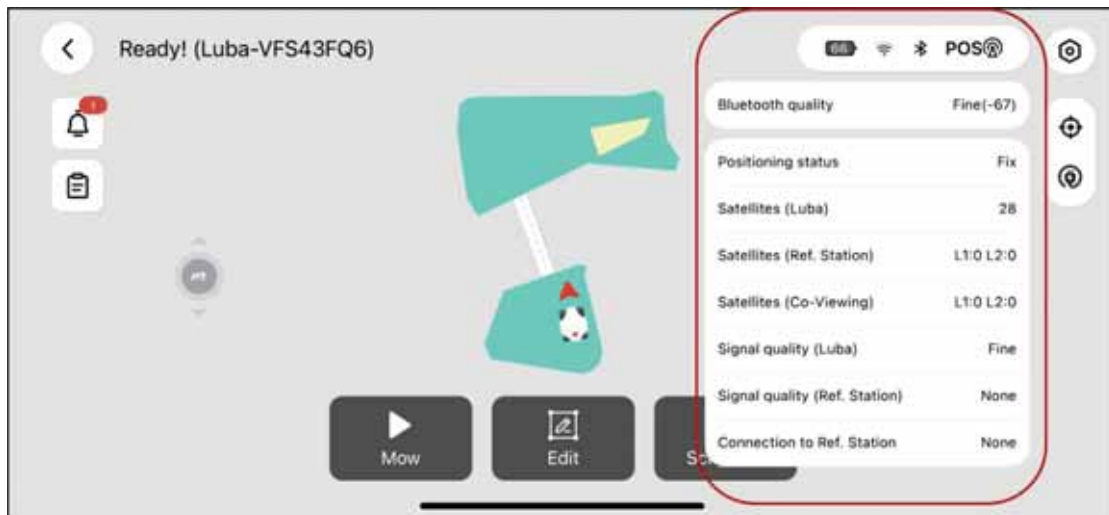 Ready! (Luba-VFS43FQ6)
66
POS
Bluetooth quality Fine(-67)
Positioning status Fix
Satellites (Luba) 28
Satellites (Ref. Station) L1:0 L2:0
Satellites (Co-Viewing) L1:0 L2:0
Signal quality (Luba) Fine
Signal quality (Ref. Station) None
Connection to Ref. Station None
Mow
Edit